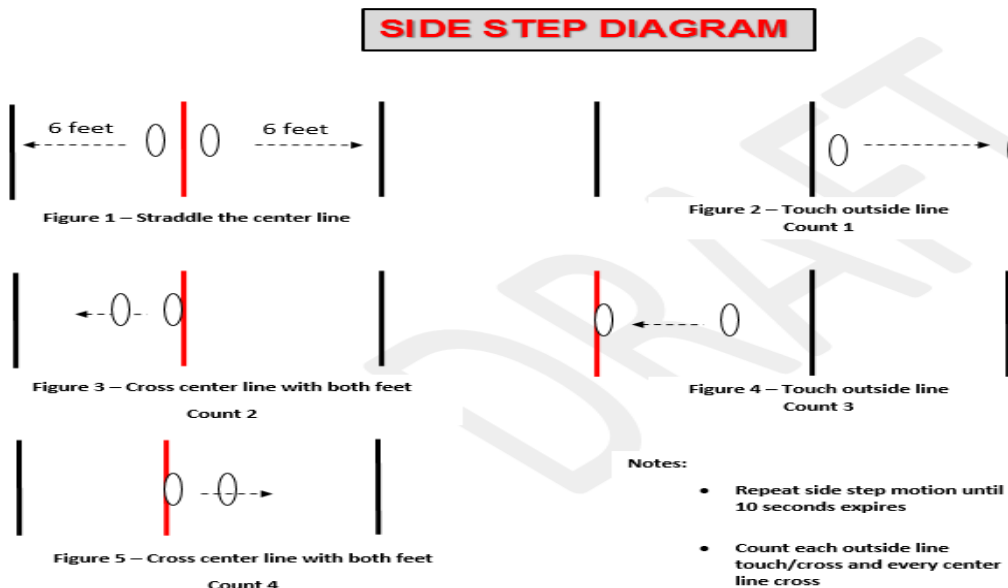 SIDE STEP DIAGRAM
6 feet
6 feet
Figure 1 – Straddle the center line
Figure 2 – Touch outside line
Count 1
Figure 3 – Cross center line with both feet
Count 2
Figure 4 – Touch outside line
Count 3
Figure 5 – Cross center line with both feet
Count 4
Notes:
• Repeat side step motion until
10 seconds expires
• Count each outside line
touch/cross and every center
line cross
DRAFT